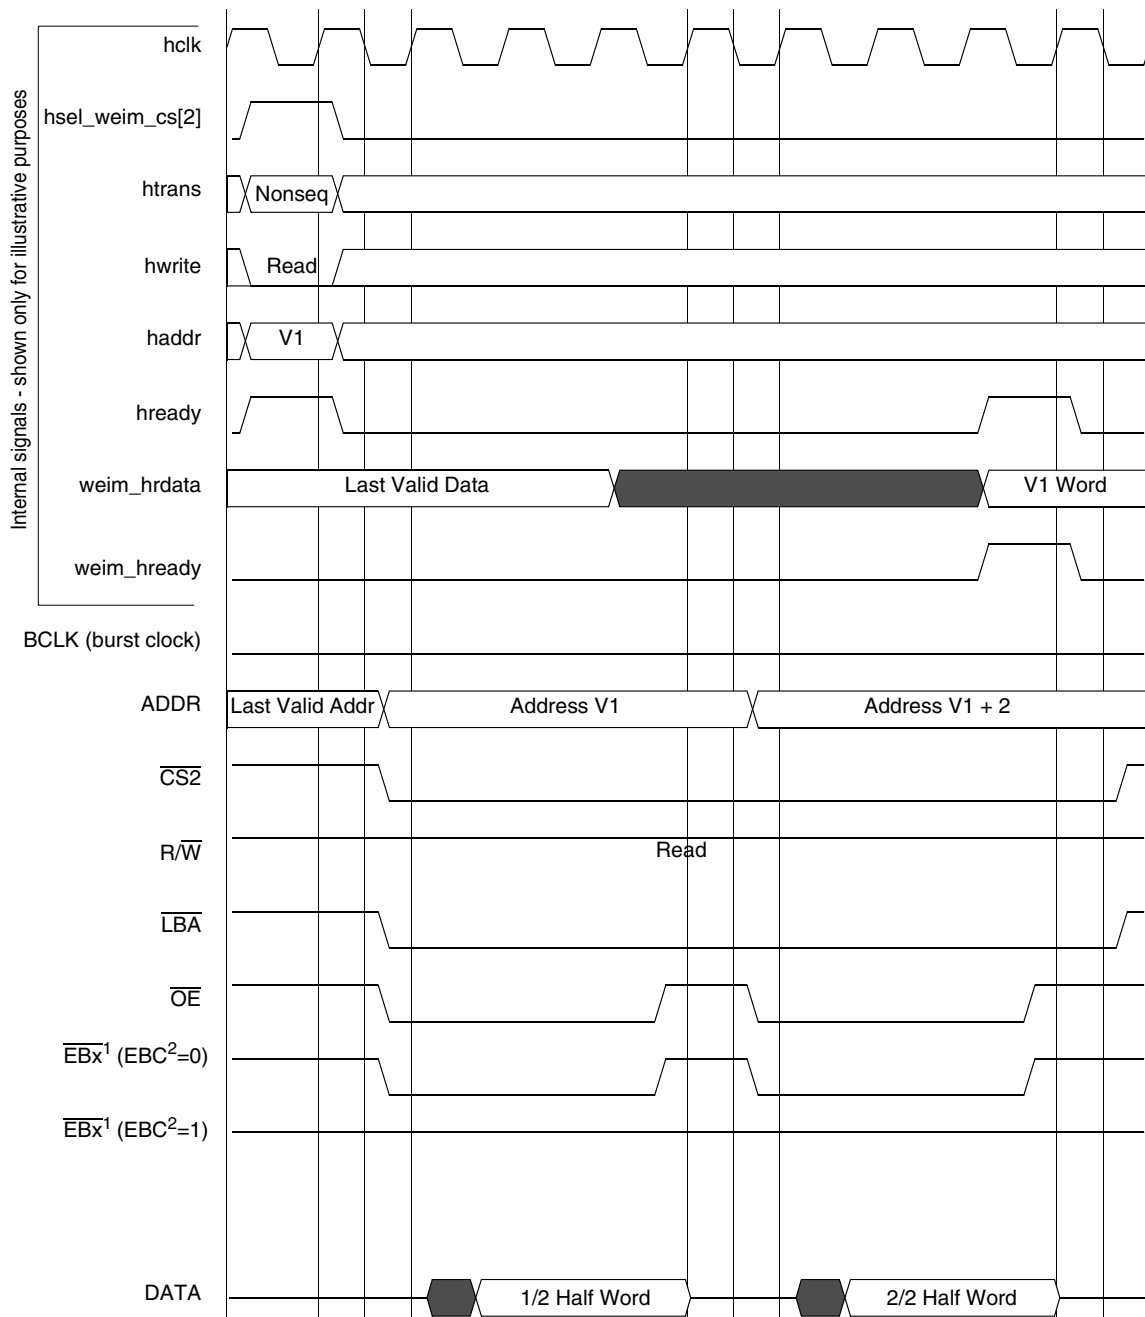 Internal signals - shown only for illustrative purposes
hclk
hsel_weim_cs[2]
htrans Nonseq
hwrite Read
haddr V1
hready
weim_hrdata Last Valid Data V1 Word
weim_hready
BCLK (burst clock)
ADDR Last Valid Addr Address V1 Address V1 + 2
CS2
R/W Read
LBA
OE
EBx¹ (EBC²=0)
EBx¹ (EBC²=1)
DATA 1/2 Half Word 2/2 Half Word